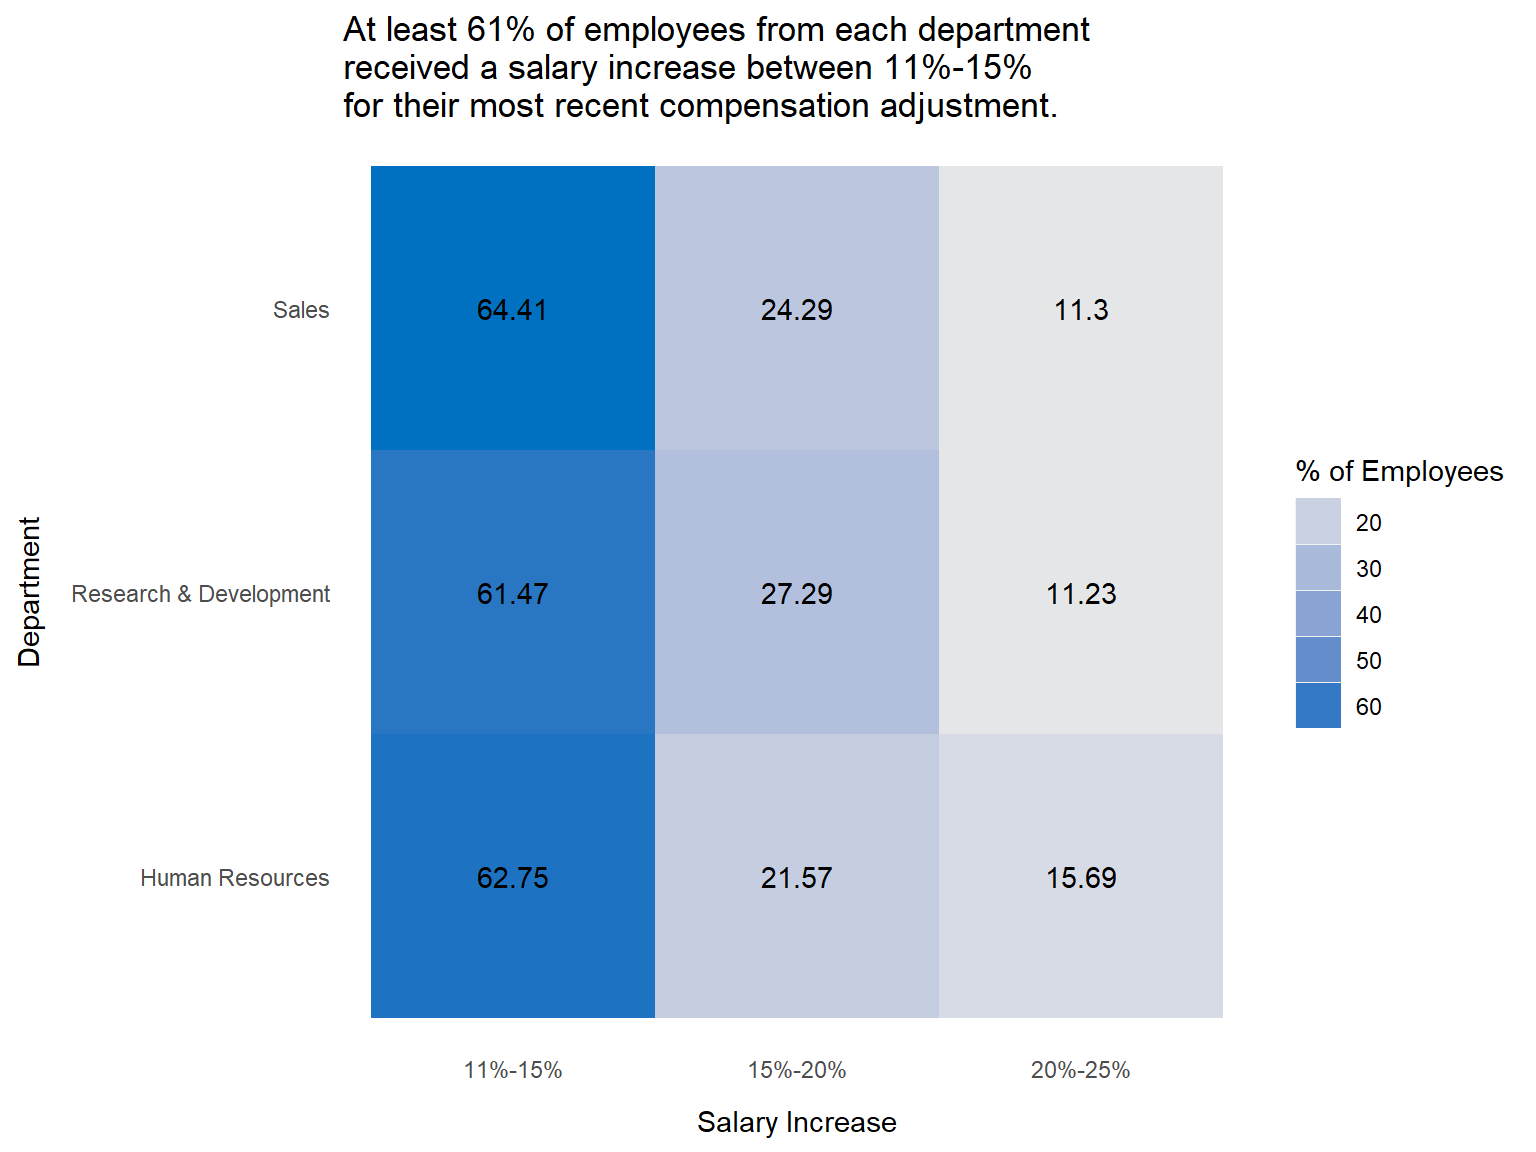 At least 61% of employees from each department
received a salary increase between 11%-15%
for their most recent compensation adjustment.
Sales
64.41
24.29
11.3
Department
Research & Development
61.47
27.29
11.23
Human Resources
62.75
21.57
15.69
11%-15%
15%-20%
20%-25%
Salary Increase
% of Employees
20
30
40
50
60